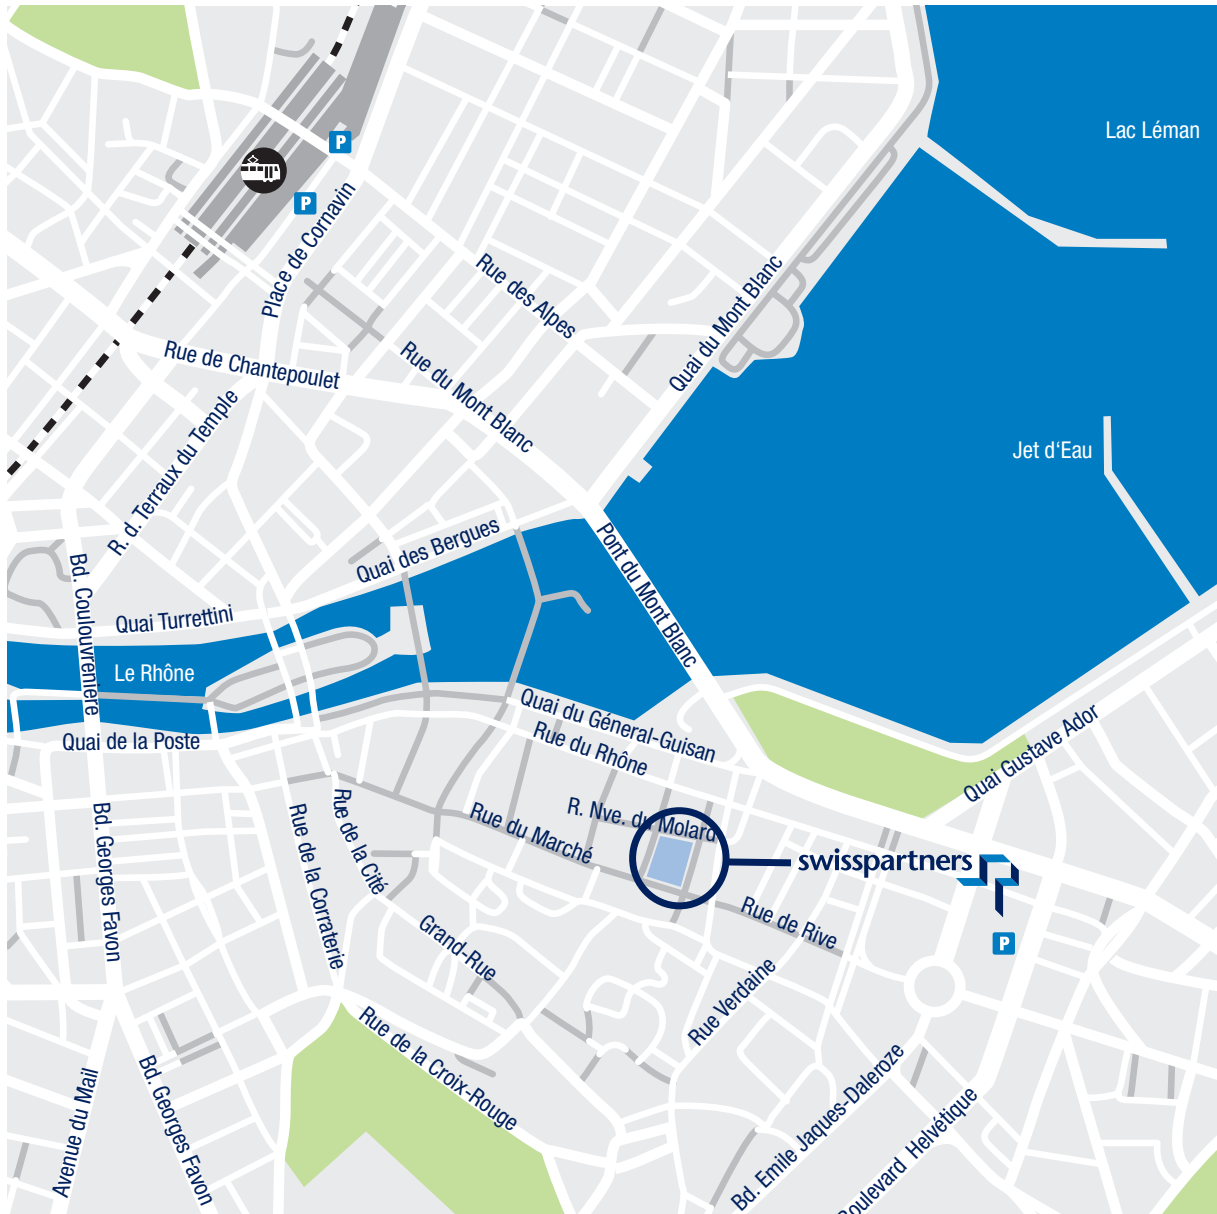 Lac Léman
P
P
Place de Cornavin
Rue des Alpes
Quai du Mont Blanc
Rue de Chantepoulet
Rue du Mont Blanc
R. d. Terraux du Temple
Jet d'Eau
Quai des Bergues
Pont du Mont Blanc
Bd. Coulouvrenière
Quai Turrettini
Le Rhône
Quai de la Poste
Quai du Géneral-Guisan
Rue du Rhône
Quai Gustave Ador
R. Nve. du Molard
Rue du Marché
Rue de la Cité
Rue de la Corraterie
Bd. Georges Favon
swisspartners
P
Rue de Rive
Grand-Rue
Rue Verdaine
Rue de la Croix-Rouge
Avenue du Mail
Bd. Georges Favon
Bd. Emile Jaques-Daleroze
Boulevard Helvétique